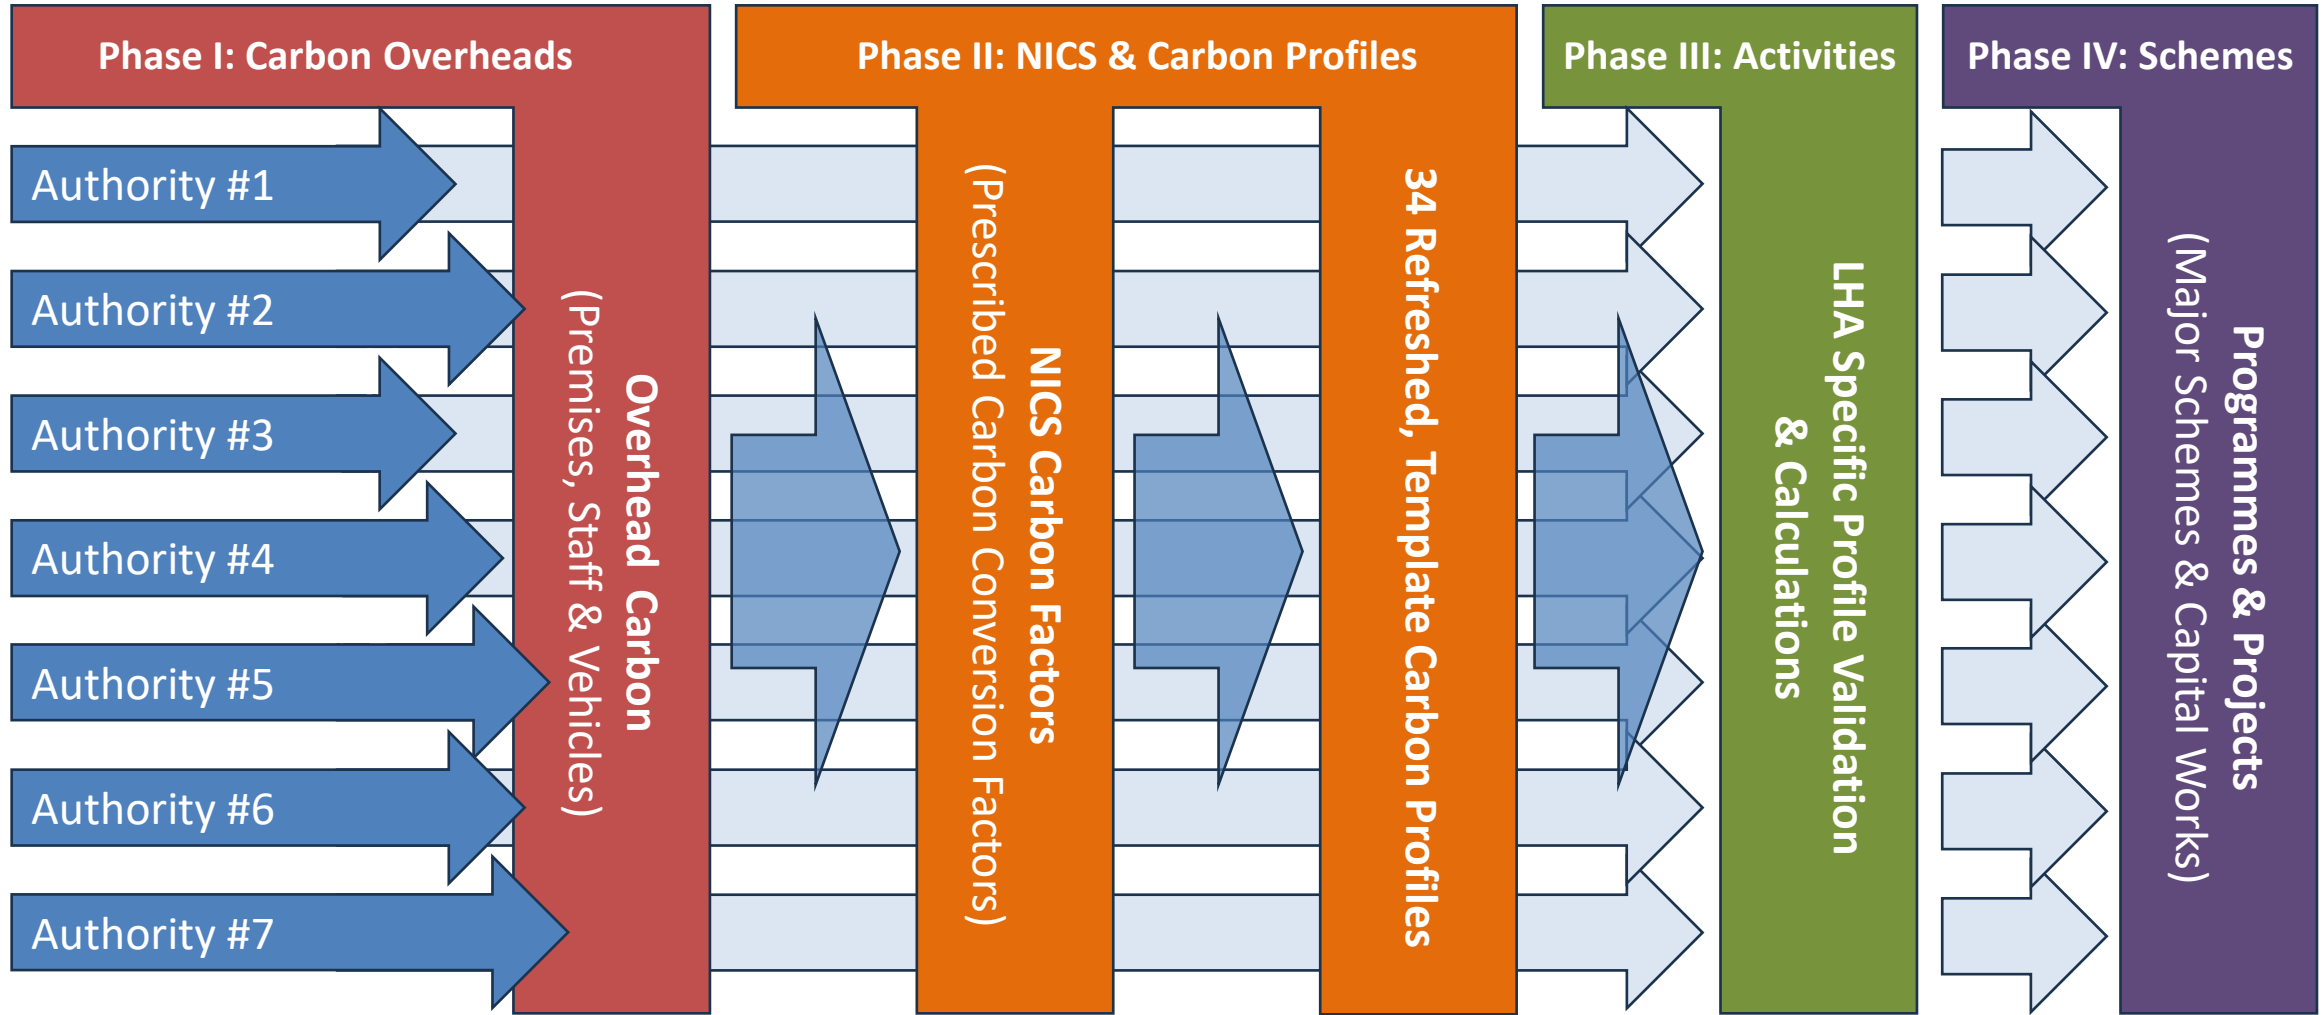 Phase I: Carbon Overheads
Phase II: NICS & Carbon Profiles
Phase III: Activities
Phase IV: Schemes
Authority #1
Authority #2
Authority #3
Authority #4
Authority #5
Authority #6
Authority #7
Overhead Carbon
(Premises, Staff & Vehicles)
NICS Carbon Factors
(Prescribed Carbon Conversion Factors)
34 Refreshed, Template Carbon Profiles
LHA Specific Profile Validation
& Calculations
Programmes & Projects
(Major Schemes & Capital Works)